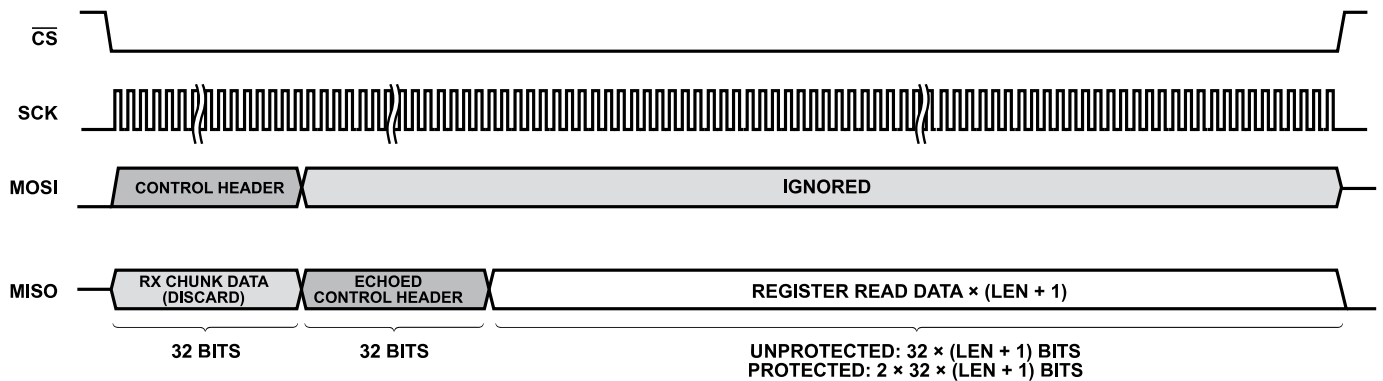 CS
SCK
MOSI
CONTROL HEADER
IGNORED
MISO
RX CHUNK DATA
(DISCARD)
ECHOED
CONTROL HEADER
REGISTER READ DATA × (LEN + 1)
32 BITS
32 BITS
UNPROTECTED: 32 × (LEN + 1) BITS
PROTECTED: 2 × 32 × (LEN + 1) BITS